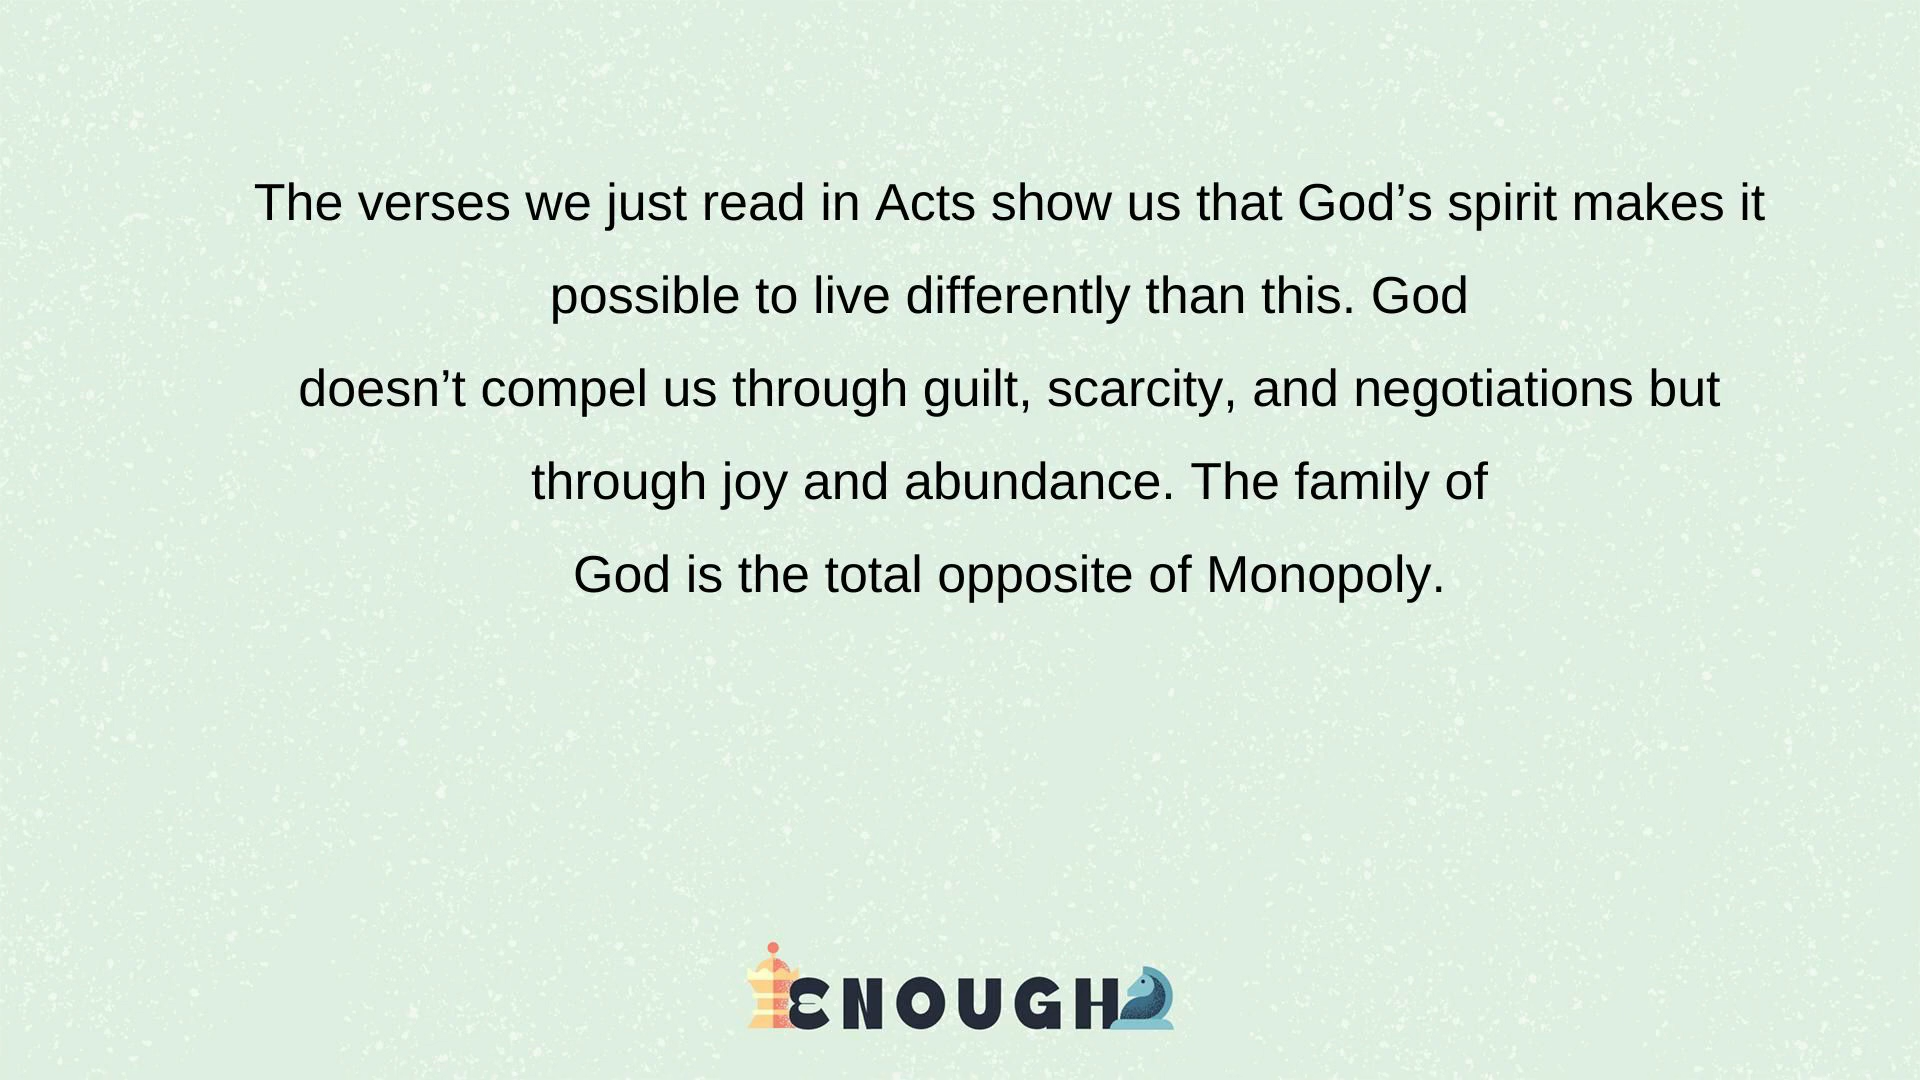 The verses we just read in Acts show us that God’s spirit makes it
possible to live differently than this. God
doesn’t compel us through guilt, scarcity, and negotiations but
through joy and abundance. The family of
God is the total opposite of Monopoly.
ENOUGH